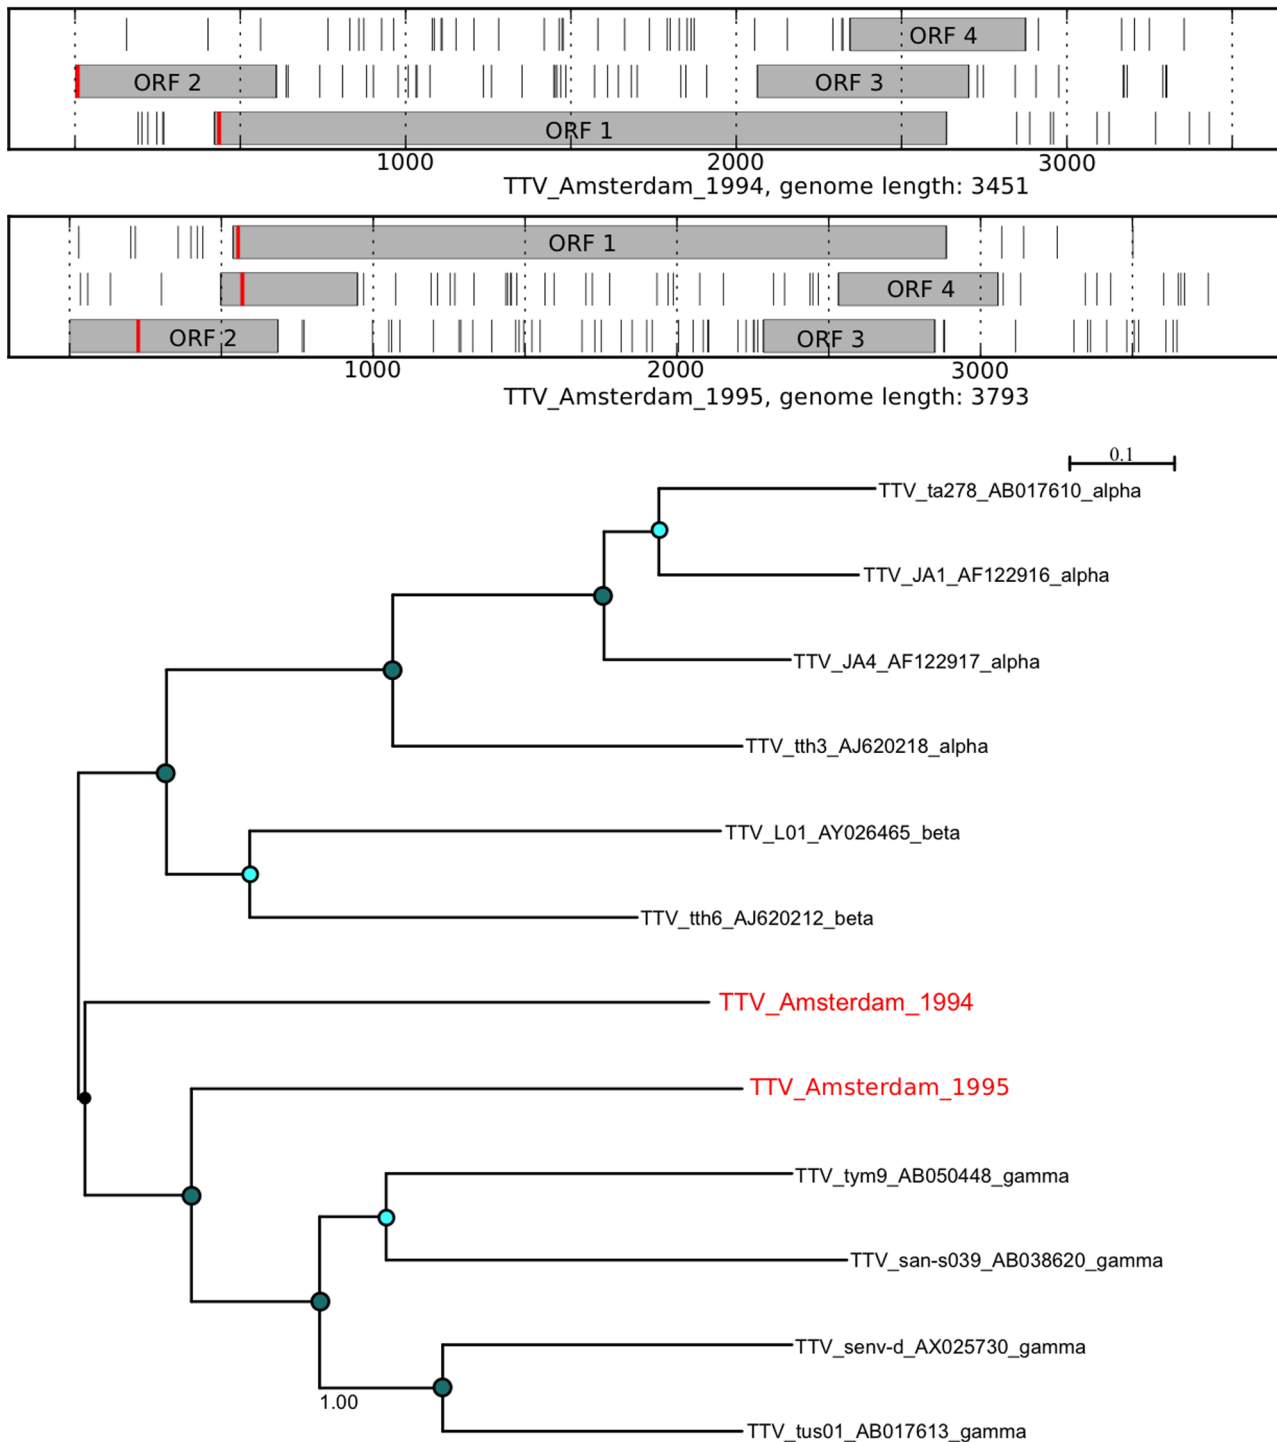 ORF 4
ORF 2 ORF 3
ORF 1
1000 2000 3000
TTV_Amsterdam_1994, genome length: 3451
ORF 1
ORF 4
ORF 2 ORF 3
1000 2000 3000
TTV_Amsterdam_1995, genome length: 3793
0.1
TTV_ta278_AB017610_alpha
TTV_JA1_AF122916_alpha
TTV_JA4_AF122917_alpha
TTV_tth3_AJ620218_alpha
TTV_L01_AY026465_beta
TTV_tth6_AJ620212_beta
TTV_Amsterdam_1994
TTV_Amsterdam_1995
TTV_tym9_AB050448_gamma
TTV_san-s039_AB038620_gamma
TTV_senv-d_AX025730_gamma
1.00
TTV_tus01_AB017613_gamma